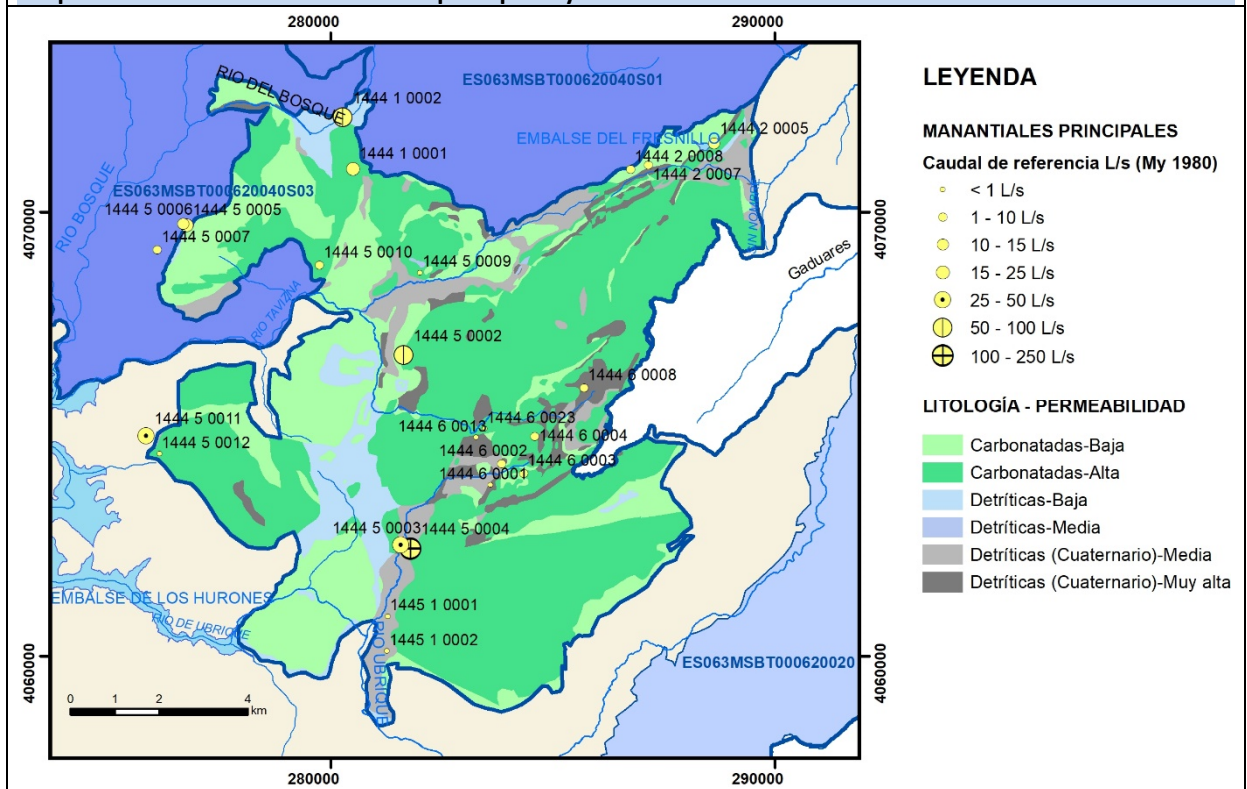 280000
290000
4070000
4060000
4070000
4060000
280000
290000
ES063MSBT000620040S01
RIO DEL BOSQUE
1444 1 0002
EMBALSE DEL FRESNILLO
1444 2 0005
1444 2 0008
1444 2 0007
1444 1 0001
RIO BOSQUE
ES063MSBT000620040S03
1444 5 0006
1444 5 0005
1444 5 0007
1444 5 0010
1444 5 0009
Gaduares
RIO TAVIZNA
1444 5 0002
1444 6 0008
1444 5 0011
1444 5 0012
1444 6 0023
1444 6 0013
1444 6 0004
1444 6 0002
1444 6 0003
1444 6 0001
1444 5 0003
1444 5 0004
EMBALSE DE LOS HURONES
RIO DE UBRIQUE
1445 1 0001
1445 1 0002
RIO UBRIQUE
ES063MSBT000620020
0 1 2 4
km
LEYENDA
MANANTIALES PRINCIPALES
Caudal de referencia L/s (My 1980)
< 1 L/s
1 - 10 L/s
10 - 15 L/s
15 - 25 L/s
25 - 50 L/s
50 - 100 L/s
100 - 250 L/s
LITOLOGÍA - PERMEABILIDAD
Carbonatadas-Baja
Carbonatadas-Alta
Detríticas-Baja
Detríticas-Media
Detríticas (Cuaternario)-Media
Detríticas (Cuaternario)-Muy alta